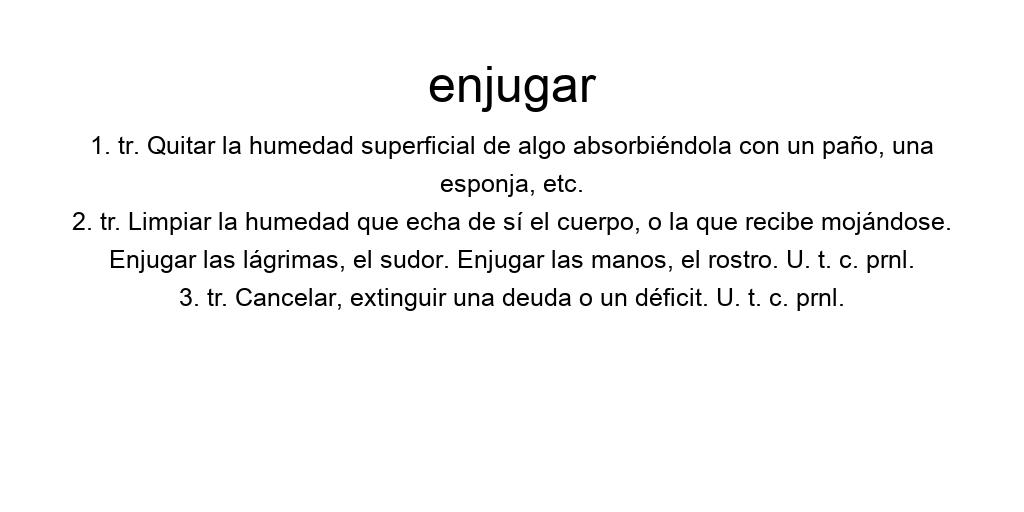 enjugar
1. tr. Quitar la humedad superficial de algo absorbiéndola con un paño, una
esponja, etc.
2. tr. Limpiar la humedad que echa de sí el cuerpo, o la que recibe mojándose.
Enjugar las lágrimas, el sudor. Enjugar las manos, el rostro. U. t. c. prnl.
3. tr. Cancelar, extinguir una deuda o un déficit. U. t. c. prnl.